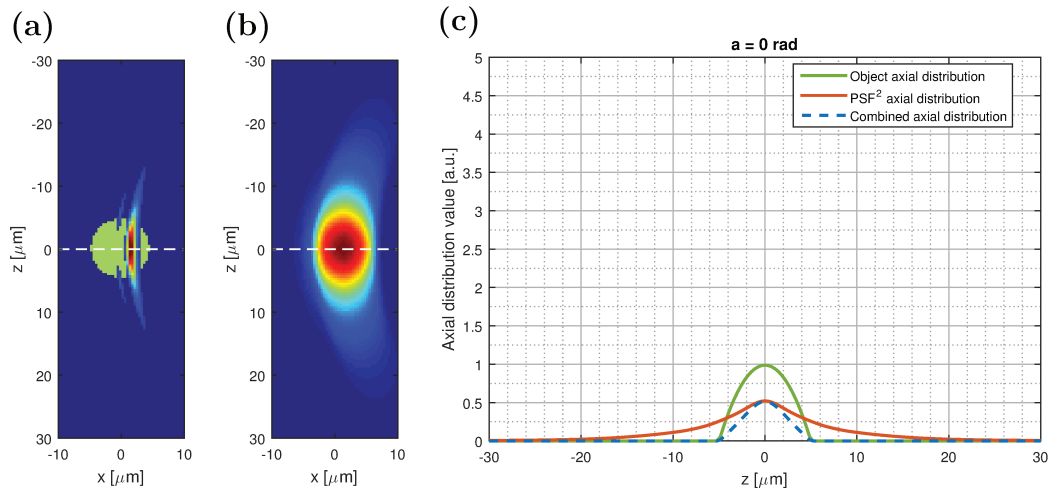 (a)
-30
-20
-10
0
10
20
30
z [μm]
-10 0 10
x [μm]
(b)
-30
-20
-10
0
10
20
30
z [μm]
-10 0 10
x [μm]
(c)
a = 0 rad
5
4.5
4
3.5
3
2.5
2
1.5
1
0.5
0
Axial distribution value [a.u.]
-30 -20 -10 0 10 20 30
z [μm]
Object axial distribution
PSF² axial distribution
Combined axial distribution